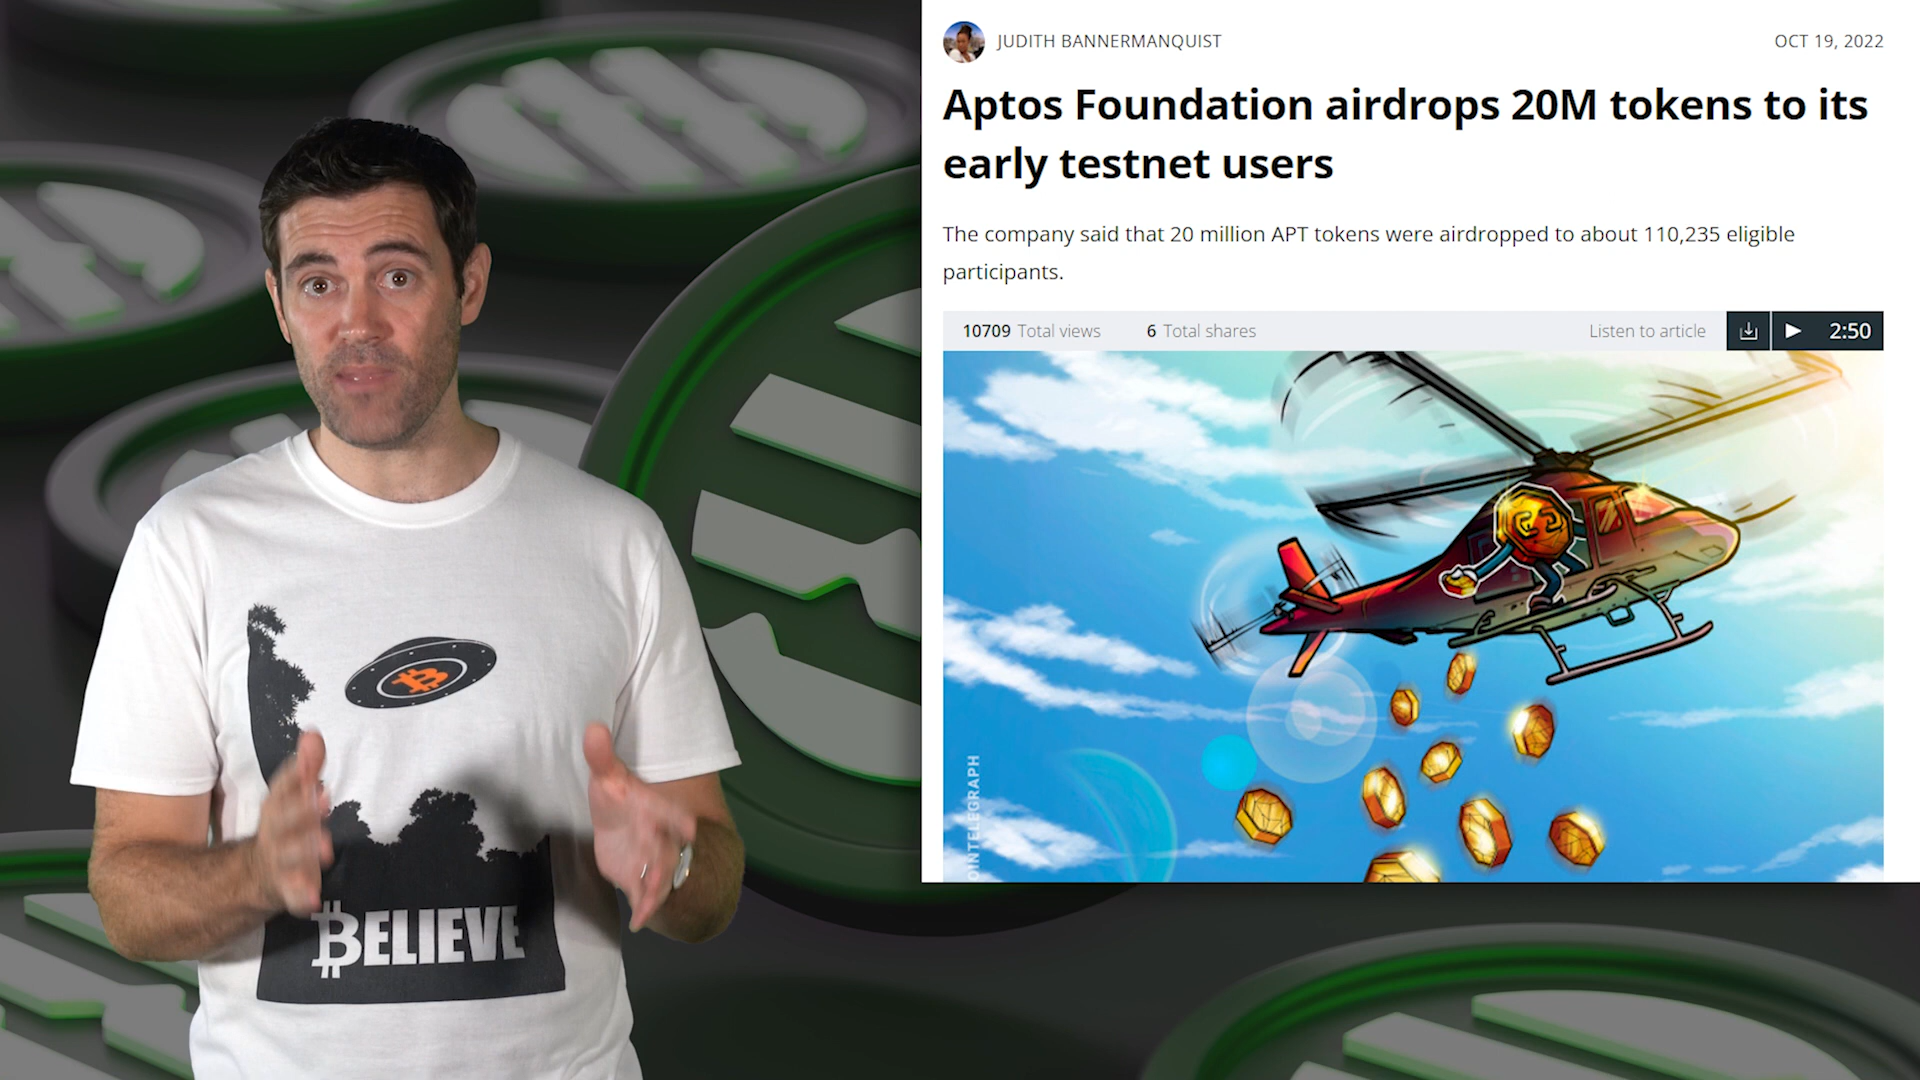 JUDITH BANNERMANQUIST
OCT 19, 2022
Aptos Foundation airdrops 20M tokens to its
early testnet users
The company said that 20 million APT tokens were airdropped to about 110,235 eligible
participants.
10709 Total views 6 Total shares Listen to article 2:50
OINTELEGRAPH
₿ELIEVE